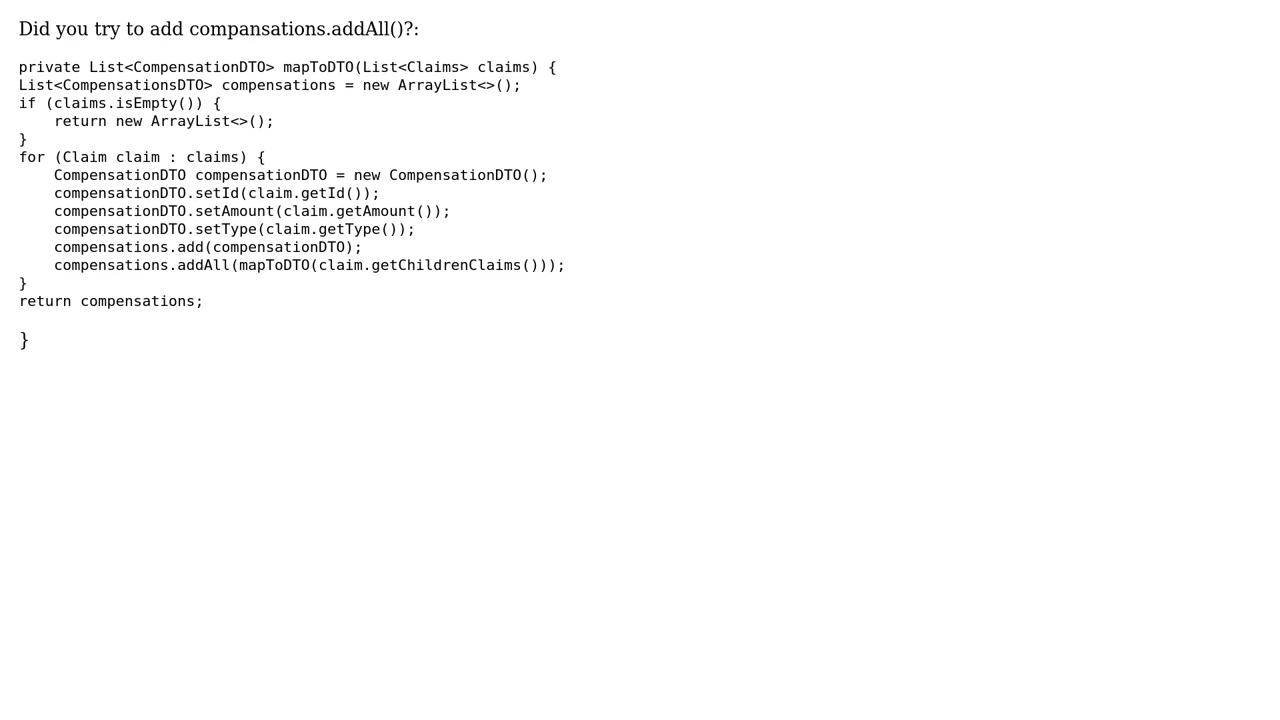 Did you try to add compansations.addAll()?:
private List<CompensationDTO> mapToDTO(List<Claims> claims) {
List<CompensationsDTO> compensations = new ArrayList<>();
if (claims.isEmpty()) {
    return new ArrayList<>();
}
for (Claim claim : claims) {
    CompensationDTO compensationDTO = new CompensationDTO();
    compensationDTO.setId(claim.getId());
    compensationDTO.setAmount(claim.getAmount());
    compensationDTO.setType(claim.getType());
    compensations.add(compensationDTO);
    compensations.addAll(mapToDTO(claim.getChildrenClaims()));
}
return compensations;
}